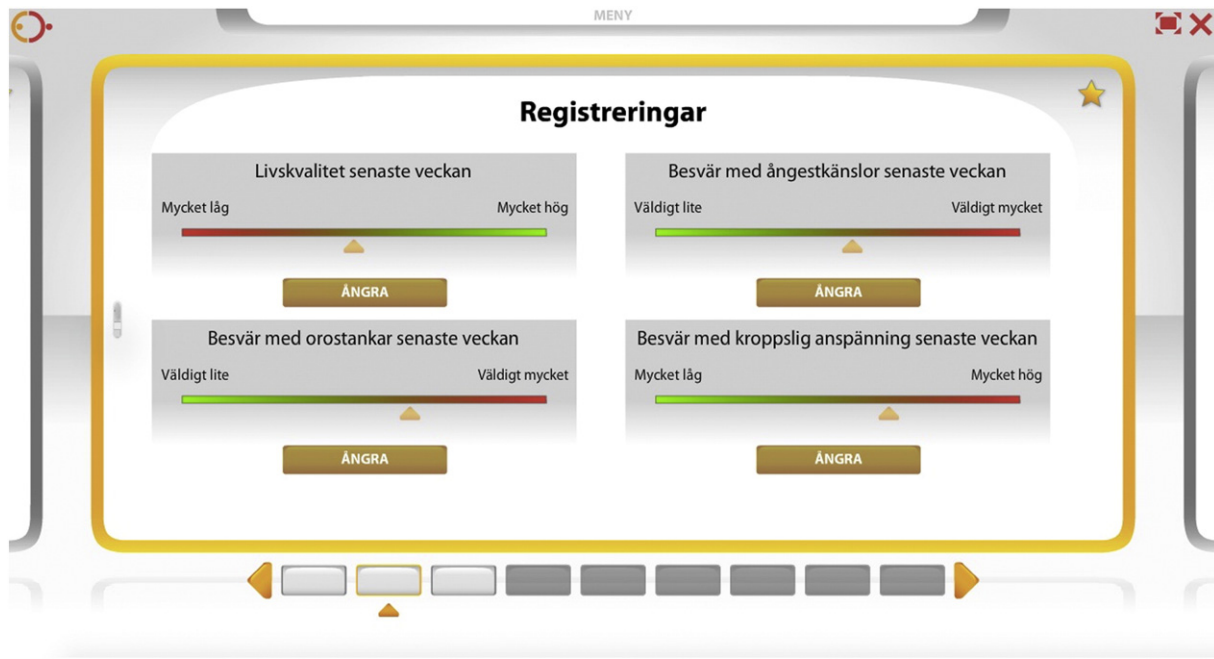 MENY
Registreringar
Livskvalitet senaste veckan
Mycket låg Mycket hög
ÅNGRA
Besvär med ångestkänslor senaste veckan
Väldigt lite Väldigt mycket
ÅNGRA
Besvär med orostankar senaste veckan
Väldigt lite Väldigt mycket
ÅNGRA
Besvär med kroppslig anspänning senaste veckan
Mycket låg Mycket hög
ÅNGRA